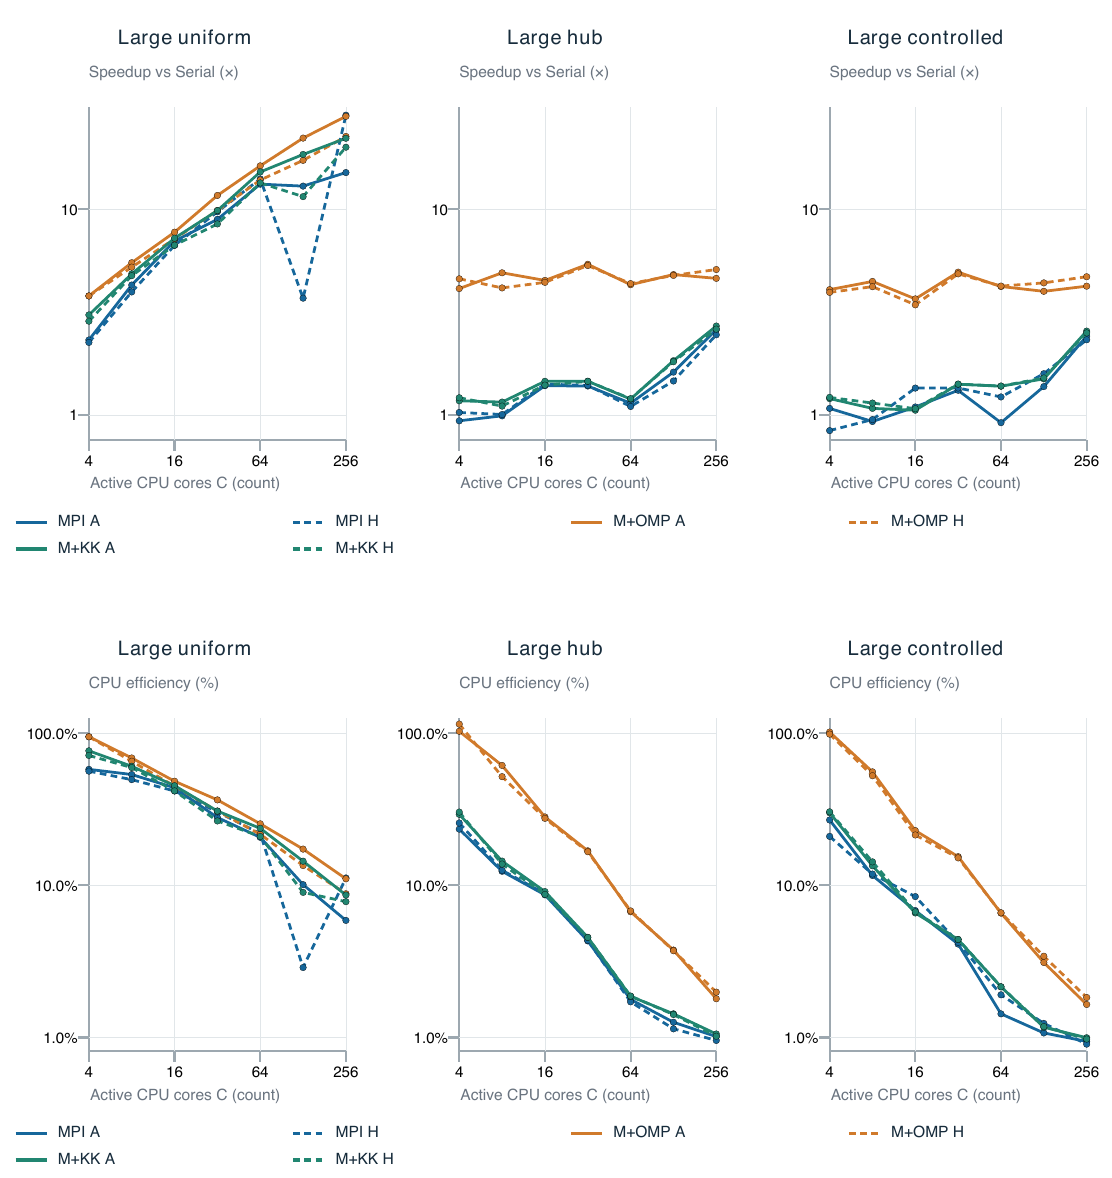 Large uniform
Large hub
Large controlled
Speedup vs Serial (×)
Speedup vs Serial (×)
Speedup vs Serial (×)
10
1
10
1
10
1
4 16 64 256
4 16 64 256
4 16 64 256
Active CPU cores C (count)
Active CPU cores C (count)
Active CPU cores C (count)
MPI A
MPI H
M+OMP A
M+OMP H
M+KK A
M+KK H
Large uniform
Large hub
Large controlled
CPU efficiency (%)
CPU efficiency (%)
CPU efficiency (%)
100.0%
10.0%
1.0%
100.0%
10.0%
1.0%
100.0%
10.0%
1.0%
4 16 64 256
4 16 64 256
4 16 64 256
Active CPU cores C (count)
Active CPU cores C (count)
Active CPU cores C (count)
MPI A
MPI H
M+OMP A
M+OMP H
M+KK A
M+KK H